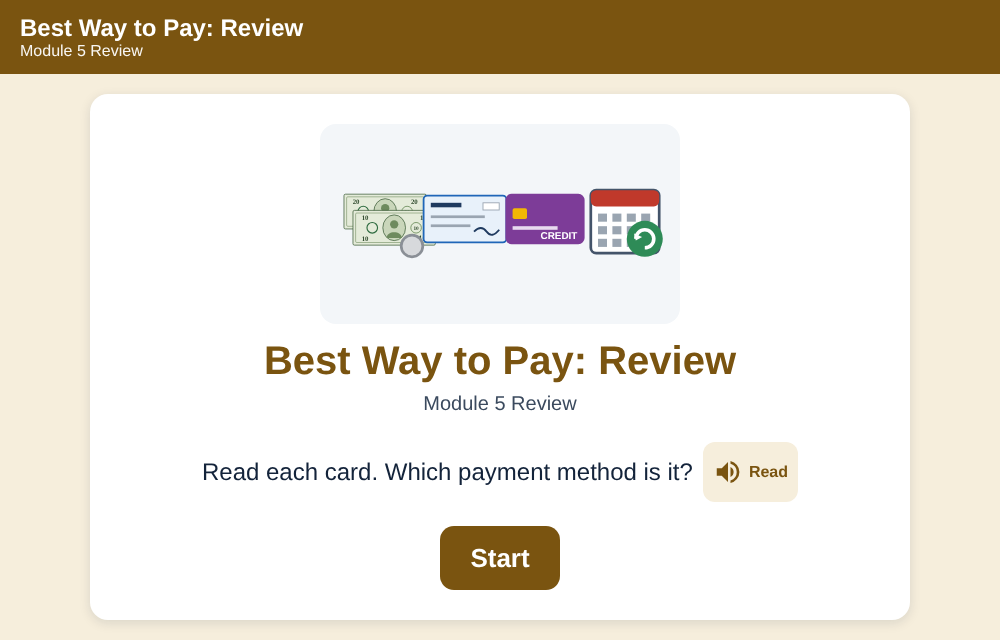 Best Way to Pay: Review
Module 5 Review
20 20
10
10
10
CREDIT
Best Way to Pay: Review
Module 5 Review
Read each card. Which payment method is it?
Read
Start